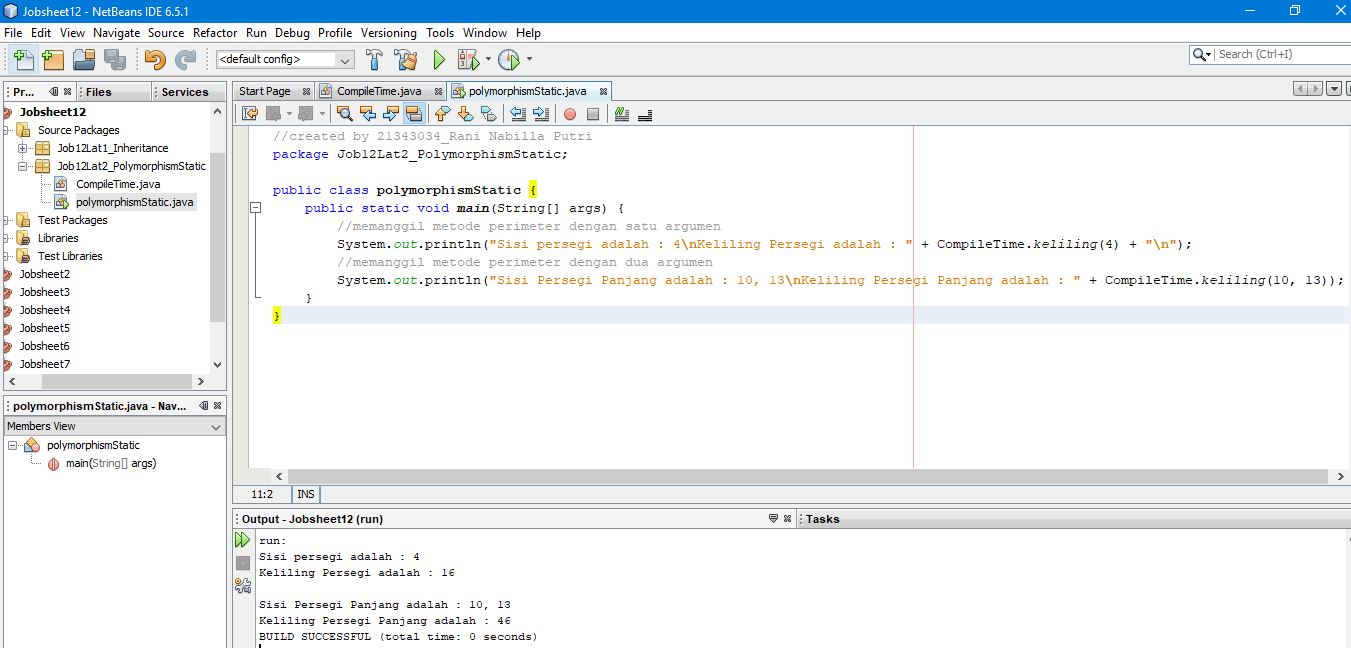 Jobsheet12 - NetBeans IDE 6.5.1
File Edit View Navigate Source Refactor Run Debug Profile Versioning Tools Window Help
<default config>
Search (Ctrl+I)
Pr... Files Services
Jobsheet12
Source Packages
Job12Lat1_Inheritance
Job12Lat2_PolymorphismStatic
CompileTime.java
polymorphismStatic.java
Test Packages
Libraries
Test Libraries
Jobsheet2
Jobsheet3
Jobsheet4
Jobsheet5
Jobsheet6
Jobsheet7
polymorphismStatic.java - Nav...
Members View
polymorphismStatic
main(String[] args)
Start Page CompileTime.java polymorphismStatic.java
//created by 21343034_Rani Nabilla Putri
package Job12Lat2_PolymorphismStatic;
public class polymorphismStatic {
public static void main(String[] args) {
//memanggil metode perimeter dengan satu argumen
System.out.println("Sisi persegi adalah : 4\nKeliling Persegi adalah : " + CompileTime.keliling(4) + "\n");
//memanggil metode perimeter dengan dua argumen
System.out.println("Sisi Persegi Panjang adalah : 10, 13\nKeliling Persegi Panjang adalah : " + CompileTime.keliling(10, 13));
}
}
11:2 INS
Output - Jobsheet12 (run)
Tasks
run:
Sisi persegi adalah : 4
Keliling Persegi adalah : 16
Sisi Persegi Panjang adalah : 10, 13
Keliling Persegi Panjang adalah : 46
BUILD SUCCESSFUL (total time: 0 seconds)